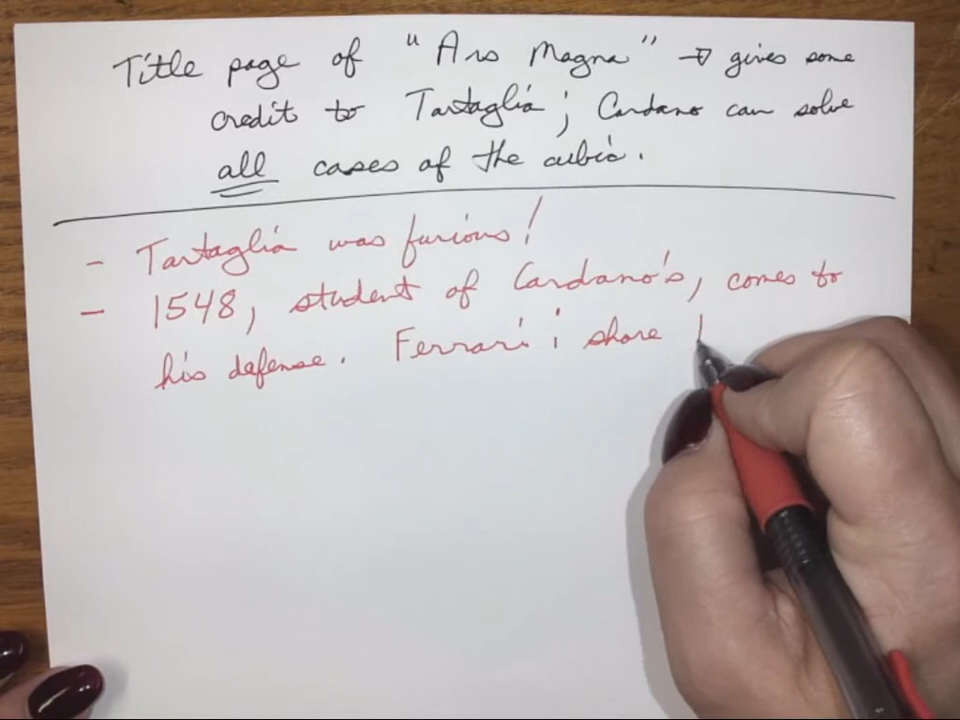 Title page of "Ars Magna" → gives some
credit to Tartaglia; Cardano can solve
all cases of the cubic.
- Tartaglia was furious!
- 1548, student of Cardano's, comes to
his defense. Ferrari i share